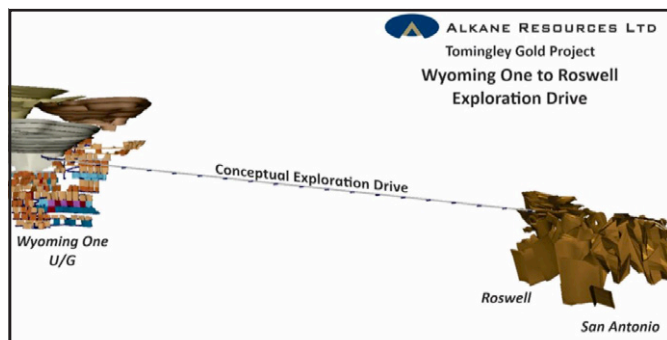 ALKANE RESOURCES LTD
Tomingley Gold Project
Wyoming One to Roswell
Exploration Drive
Conceptual Exploration Drive
Wyoming One
U/G
Roswell
San Antonio